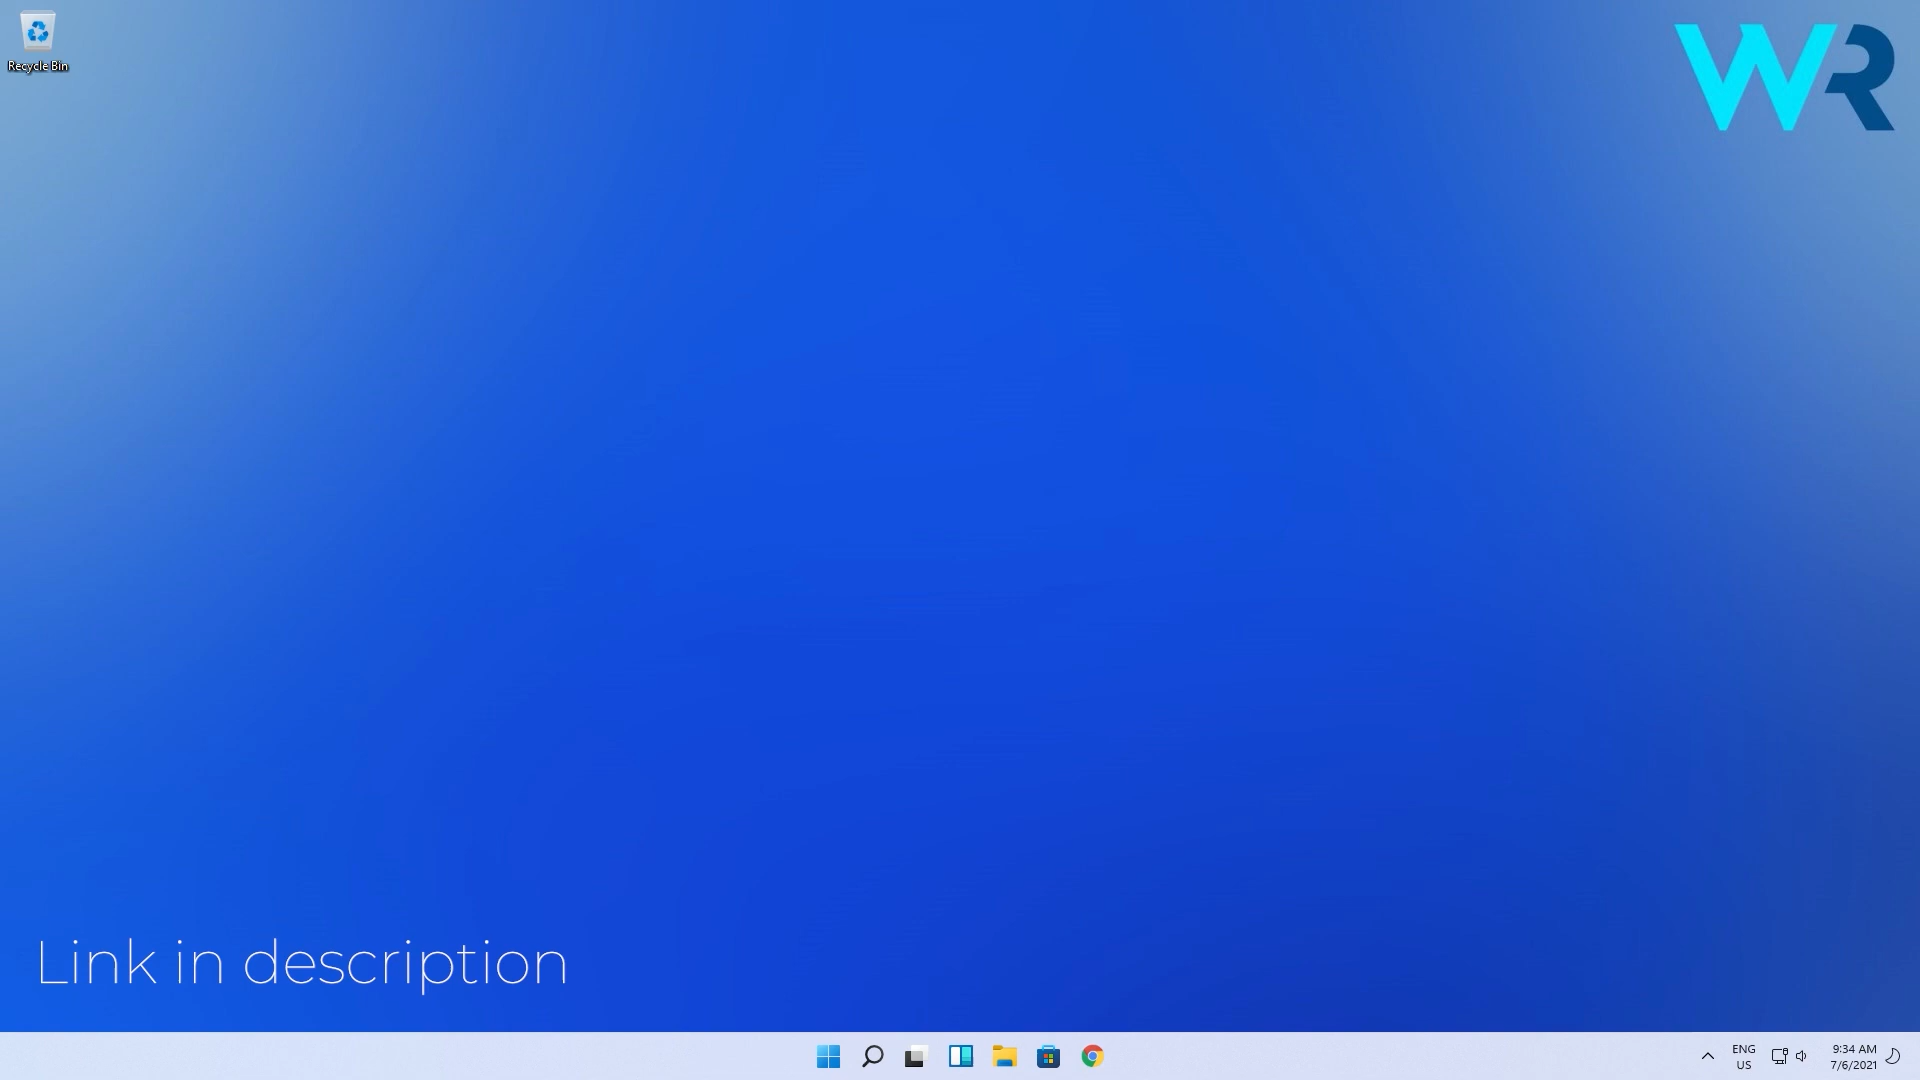 Recycle Bin
WR
Link in description
ENG
US
9:34 AM
7/6/2021